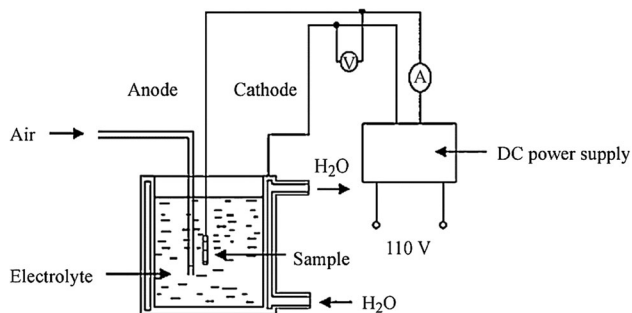 V
A
Anode
Cathode
Air
H₂O
DC power supply
110 V
Sample
Electrolyte
H₂O